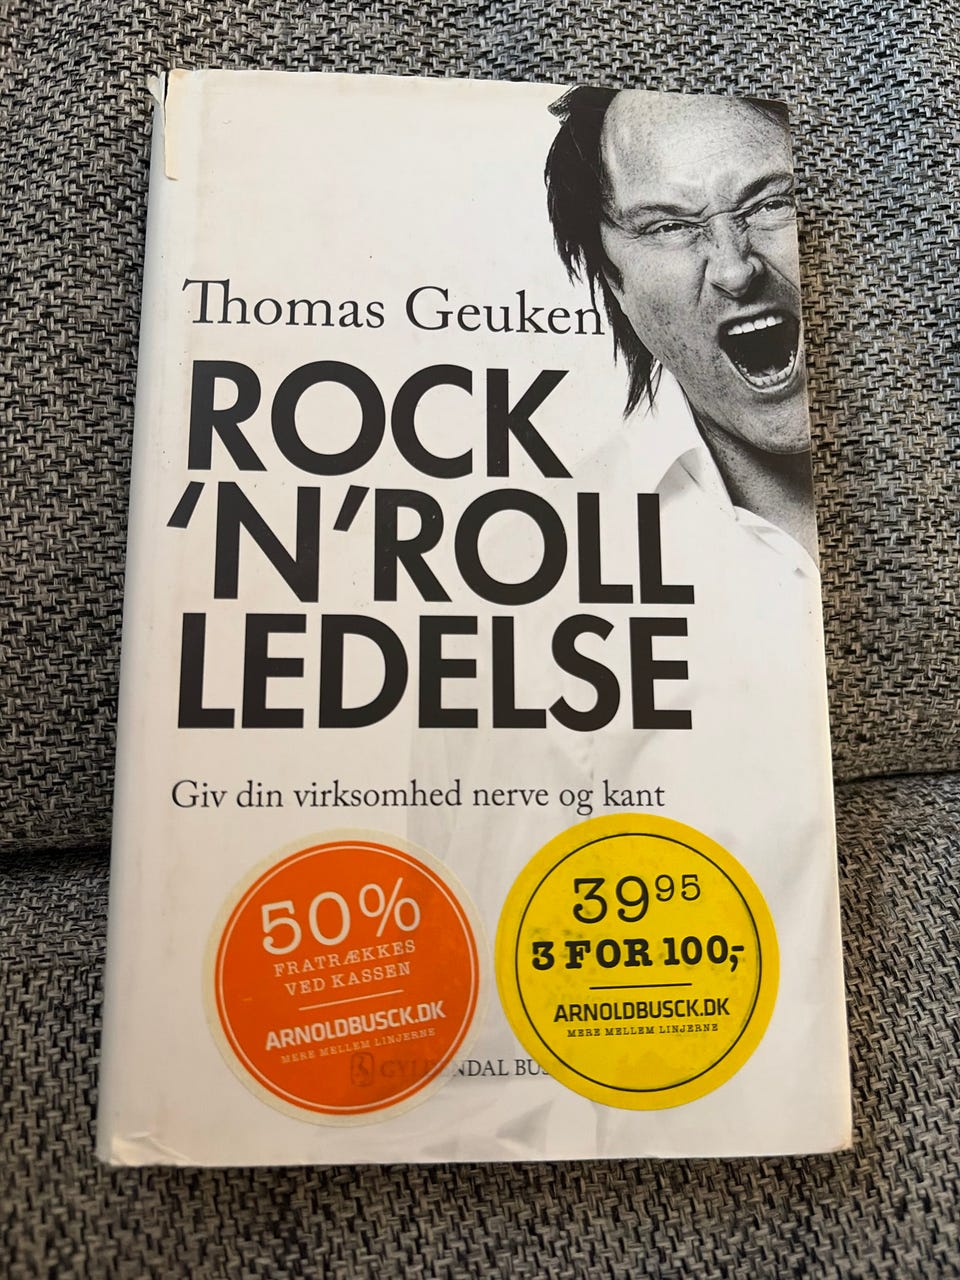 Thomas Geuken
ROCK
'N'ROLL
LEDELSE
Giv din virksomhed nerve og kant
50%
FRATRÆKKES
VED KASSEN
ARNOLDBUSCK.DK
MERE MELLEM LINJERNE
39⁹⁵
3 FOR 100,-
ARNOLDBUSCK.DK
MERE MELLEM LINJERNE
GYLDENDAL